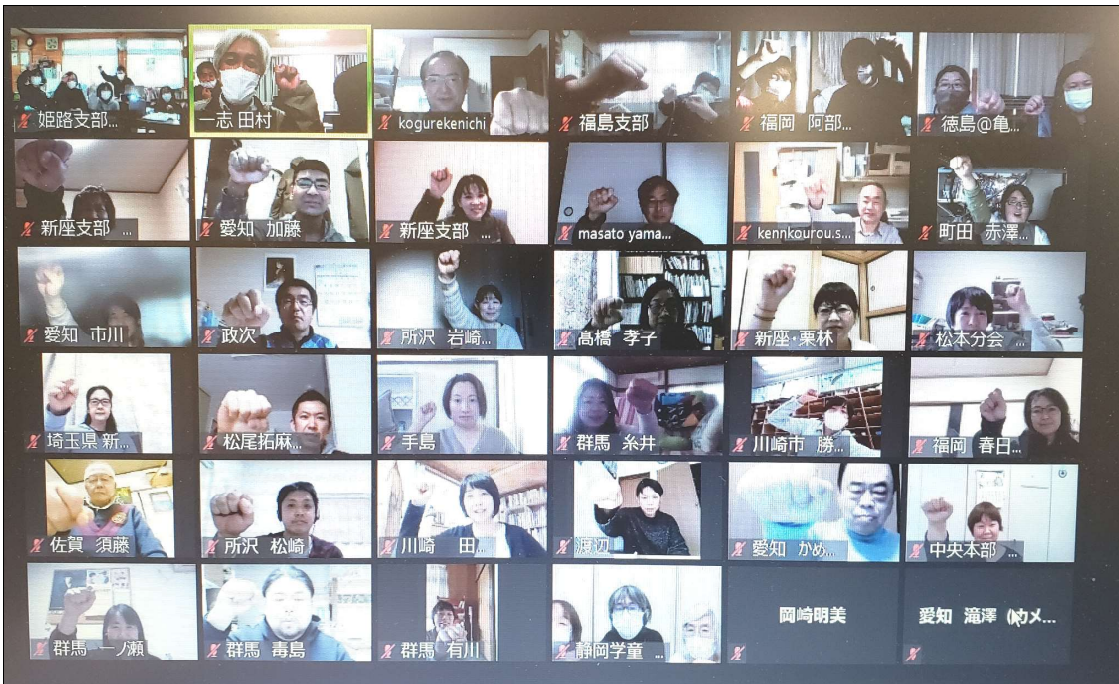 姫路支部...
一志 田村
kogurekenichi
福島支部
福岡 阿部...
徳島@亀...
新座支部 ...
愛知 加藤
新座支部 ...
masato yama...
kennkourou.s...
町田 赤澤...
愛知 市川
政次
所沢 岩崎...
高橋 孝子
新座・栗林
松本分会 ...
埼玉県 新...
松尾拓麻...
手島
群馬 糸井
川崎市 勝...
福岡 春日...
佐賀 須藤
所沢 松崎
川崎 田...
渡辺
愛知 かめ...
中央本部 ...
群馬 一ノ瀬
群馬 毒島
群馬 有川
静岡学童 ...
岡崎明美
愛知 滝澤 (カメ...